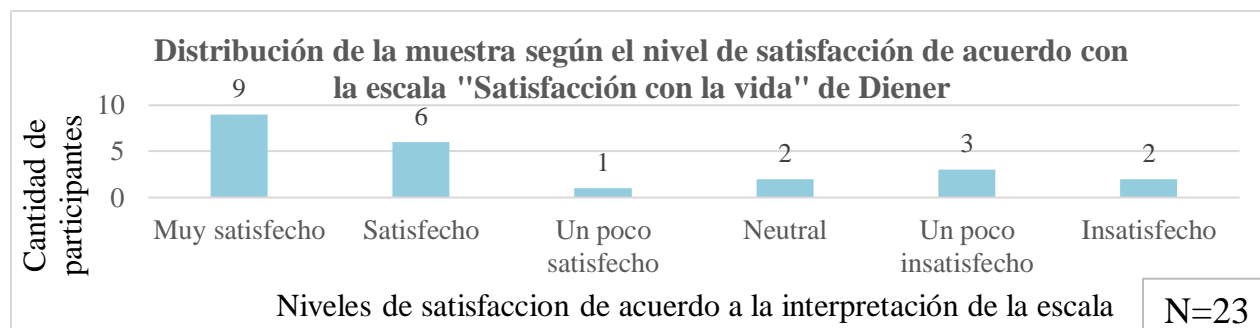 Distribución de la muestra según el nivel de satisfacción de acuerdo con
la escala "Satisfacción con la vida" de Diener
Cantidad de
participantes
10
5
0
9
6
1
2
3
2
Muy satisfecho
Satisfecho
Un poco
satisfecho
Neutral
Un poco
insatisfecho
Insatisfecho
Niveles de satisfaccion de acuerdo a la interpretación de la escala
N=23